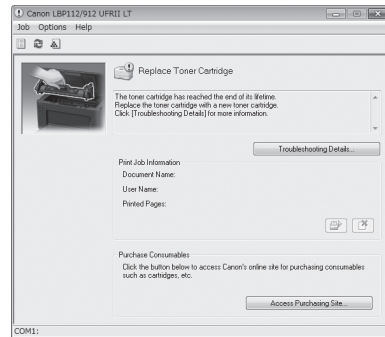 Canon LBP112/912 UFRII LT
Job Options Help
Replace Toner Cartridge
The toner cartridge has reached the end of its lifetime.
Replace the toner cartridge with a new toner cartridge.
Click [Troubleshooting Details] for more information.
Troubleshooting Details...
Print Job Information
Document Name:
User Name:
Printed Pages:
Purchase Consumables
Click the button below to access Canon's online site for purchasing consumables
such as cartridges, etc.
Access Purchasing Site...
COM1: